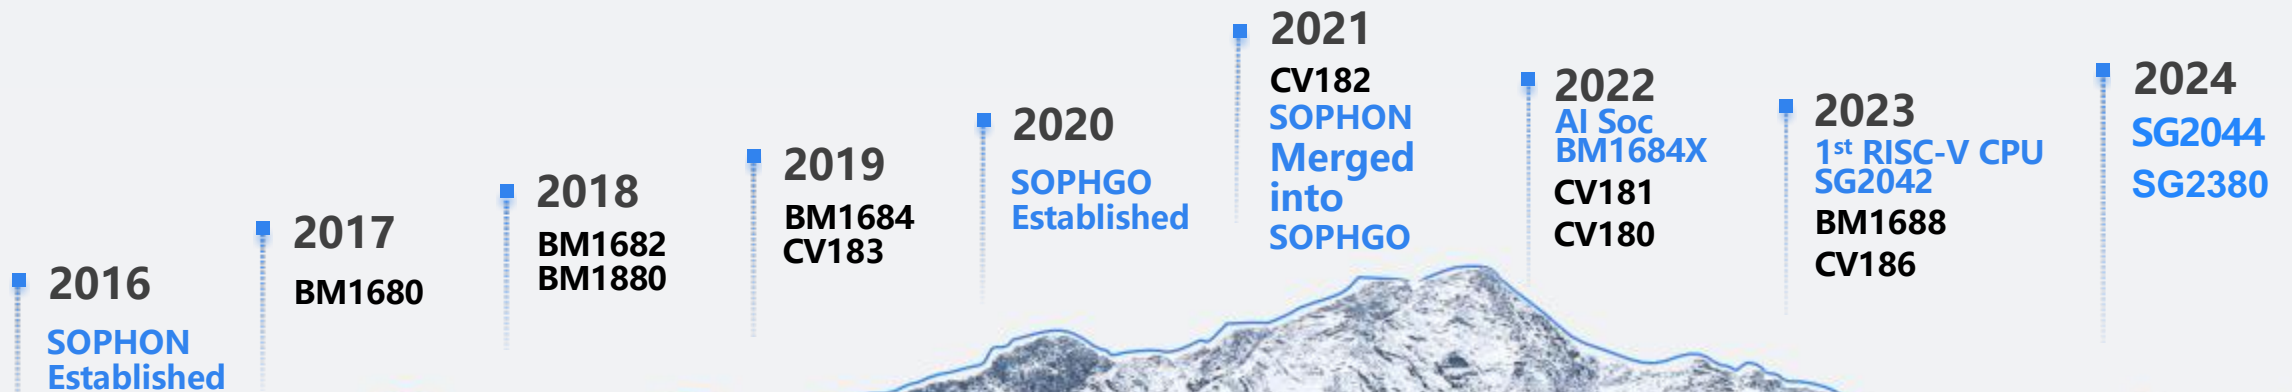 2016
SOPHON
Established
2017
BM1680
2018
BM1682
BM1880
2019
BM1684
CV183
2020
SOPHGO
Established
2021
CV182
SOPHON
Merged
into
SOPHGO
2022
AI Soc
BM1684X
CV181
CV180
2023
1st RISC-V CPU
SG2042
BM1688
CV186
2024
SG2044
SG2380